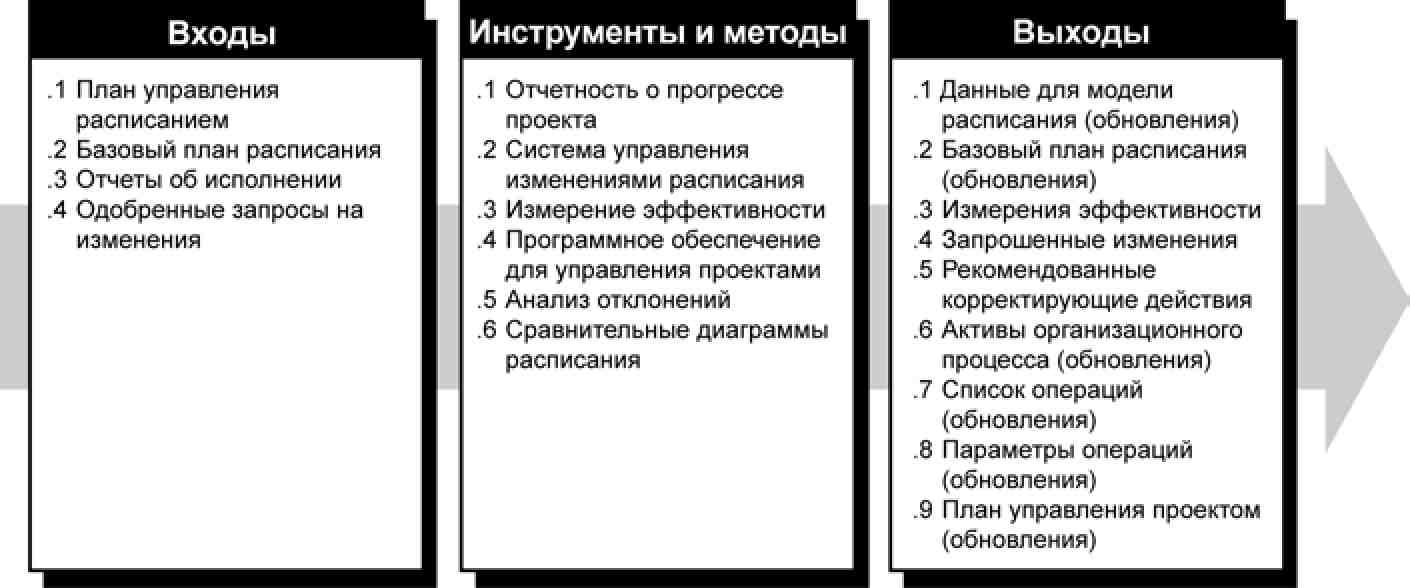 Входы
.1 План управления
расписанием
.2 Базовый план расписания
.3 Отчеты об исполнении
.4 Одобренные запросы на
изменения
Инструменты и методы
.1 Отчетность о прогрессе
проекта
.2 Система управления
изменениями расписания
.3 Измерение эффективности
.4 Программное обеспечение
для управления проектами
.5 Анализ отклонений
.6 Сравнительные диаграммы
расписания
Выходы
.1 Данные для модели
расписания (обновления)
.2 Базовый план расписания
(обновления)
.3 Измерения эффективности
.4 Запрошенные изменения
.5 Рекомендованные
корректирующие действия
.6 Активы организационного
процесса (обновления)
.7 Список операций
(обновления)
.8 Параметры операций
(обновления)
.9 План управления проектом
(обновления)